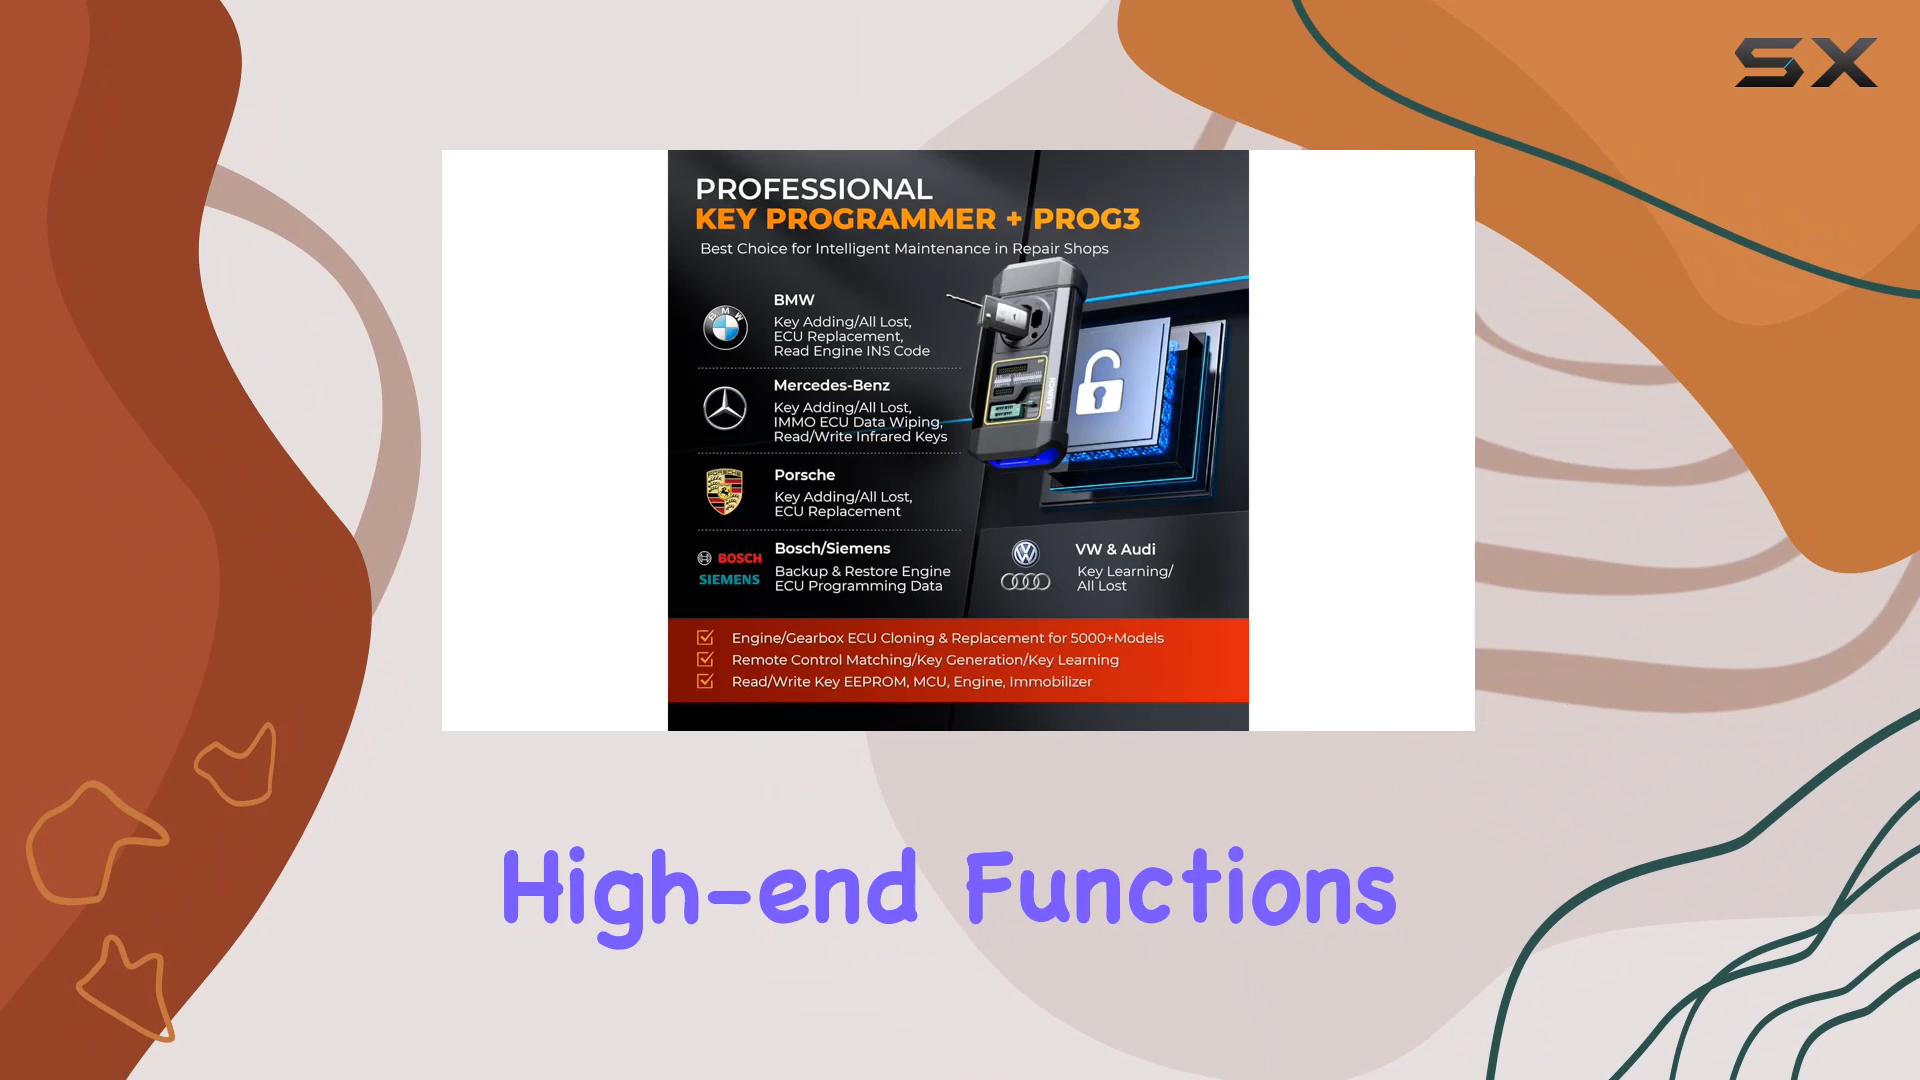 SX
PROFESSIONAL
KEY PROGRAMMER + PROG3
Best Choice for Intelligent Maintenance in Repair Shops
BMW
BMW
Key Adding/All Lost,
ECU Replacement,
Read Engine INS Code
Mercedes-Benz
Key Adding/All Lost,
IMMO ECU Data Wiping,
Read/Write Infrared Keys
LAUNCH
PORSCHE
Porsche
Key Adding/All Lost,
ECU Replacement
BOSCH
SIEMENS
Bosch/Siemens
Backup & Restore Engine
ECU Programming Data
VW & Audi
Key Learning/
All Lost
Engine/Gearbox ECU Cloning & Replacement for 5000+Models
Remote Control Matching/Key Generation/Key Learning
Read/Write Key EEPROM, MCU, Engine, Immobilizer
High-end Functions